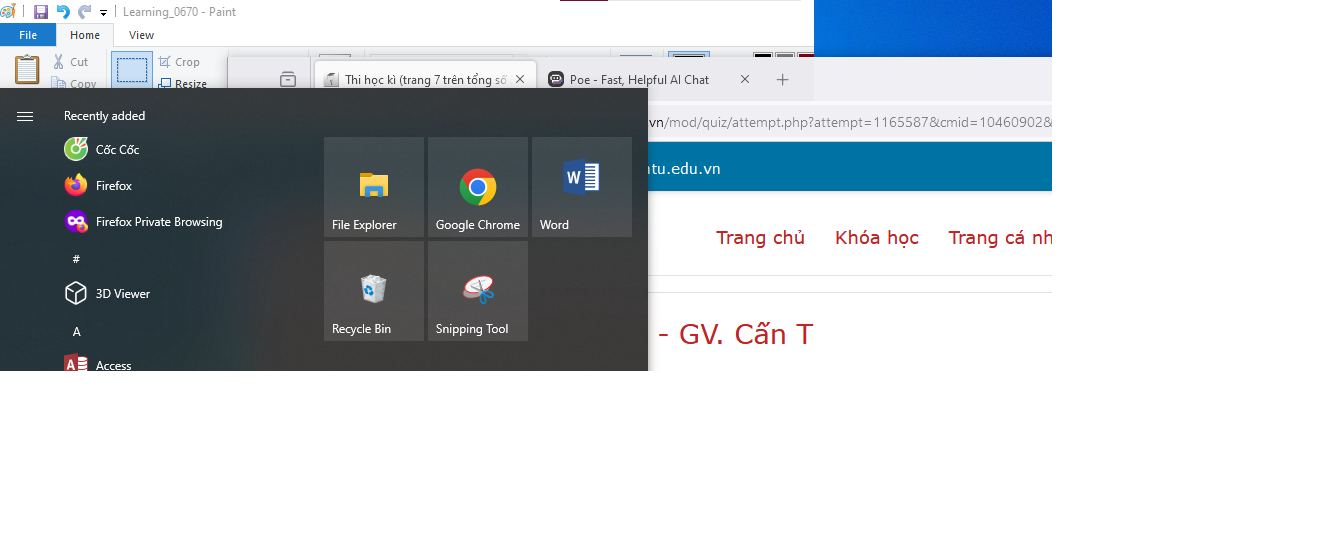 Learning_0670 - Paint
File Home View
Cut Crop
Copy Resize
Thi học kì (trang 7 trên tổng số
Poe - Fast, Helpful AI Chat
vn/mod/quiz/attempt.php?attempt=1165587&cmid=10460902&
ntu.edu.vn
Trang chủ Khóa học Trang cá nh
- GV. Cấn T
Recently added
Cốc Cốc
Firefox
Firefox Private Browsing
#
3D Viewer
A
Access
File Explorer Google Chrome Word
Recycle Bin Snipping Tool